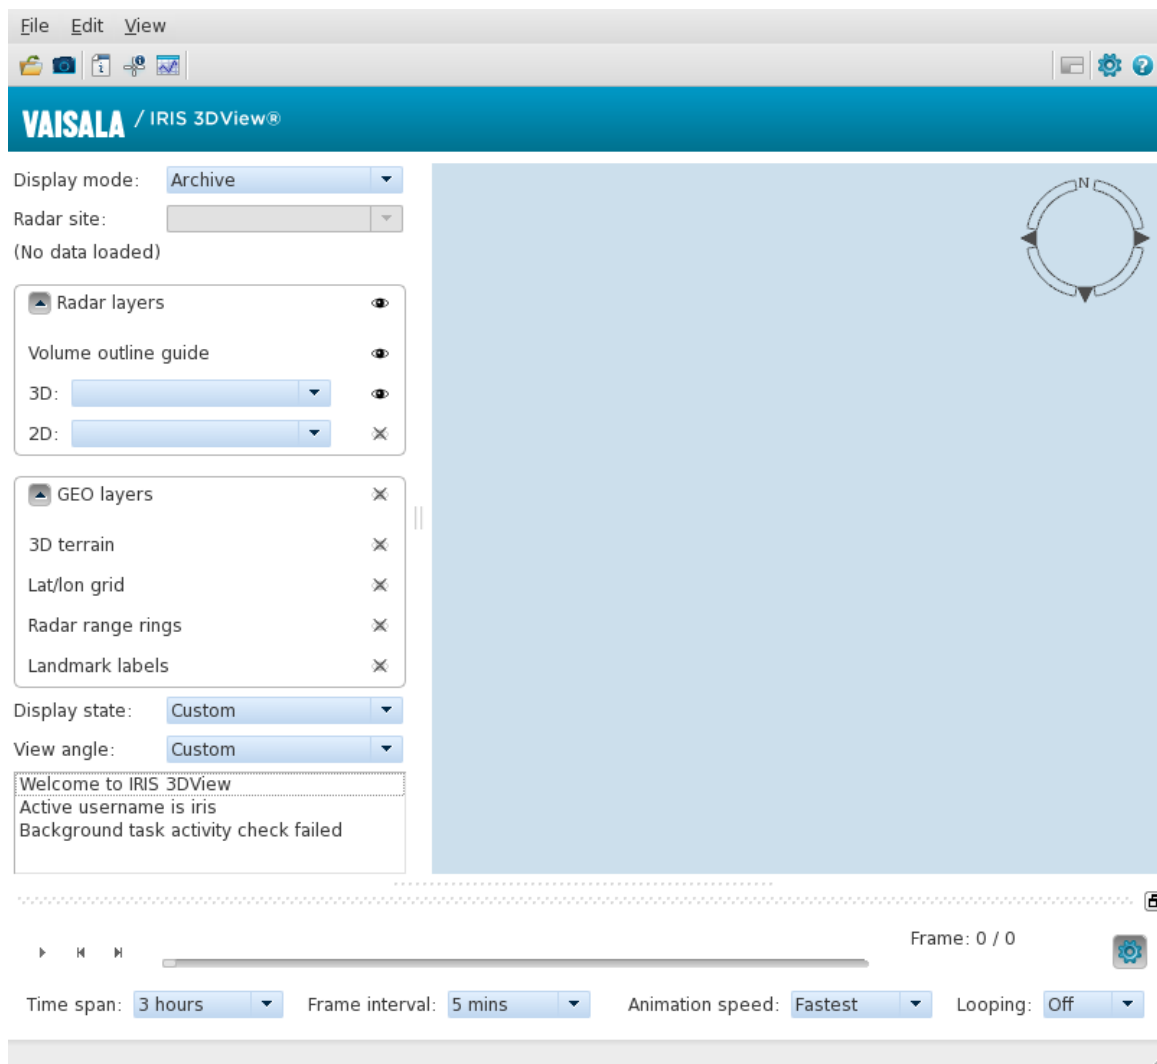 File Edit View
VAISALA / IRIS 3DView®
Display mode: Archive
N
Radar site:
(No data loaded)
Radar layers
Volume outline guide
3D:
2D:
GEO layers
3D terrain
Lat/lon grid
Radar range rings
Landmark labels
Display state: Custom
View angle: Custom
Welcome to IRIS 3DView
Active username is iris
Background task activity check failed
Frame: 0 / 0
Time span: 3 hours Frame interval: 5 mins Animation speed: Fastest Looping: Off